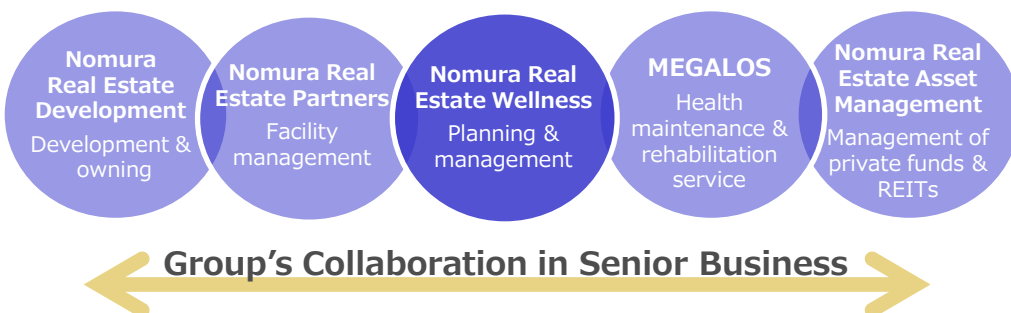 Nomura
Real Estate
Development
Development &
owning
Nomura Real
Estate Partners
Facility
management
Nomura Real
Estate Wellness
Planning &
management
MEGALOS
Health
maintenance &
rehabilitation
service
Nomura Real
Estate Asset
Management
Management of
private funds &
REITs
Group’s Collaboration in Senior Business